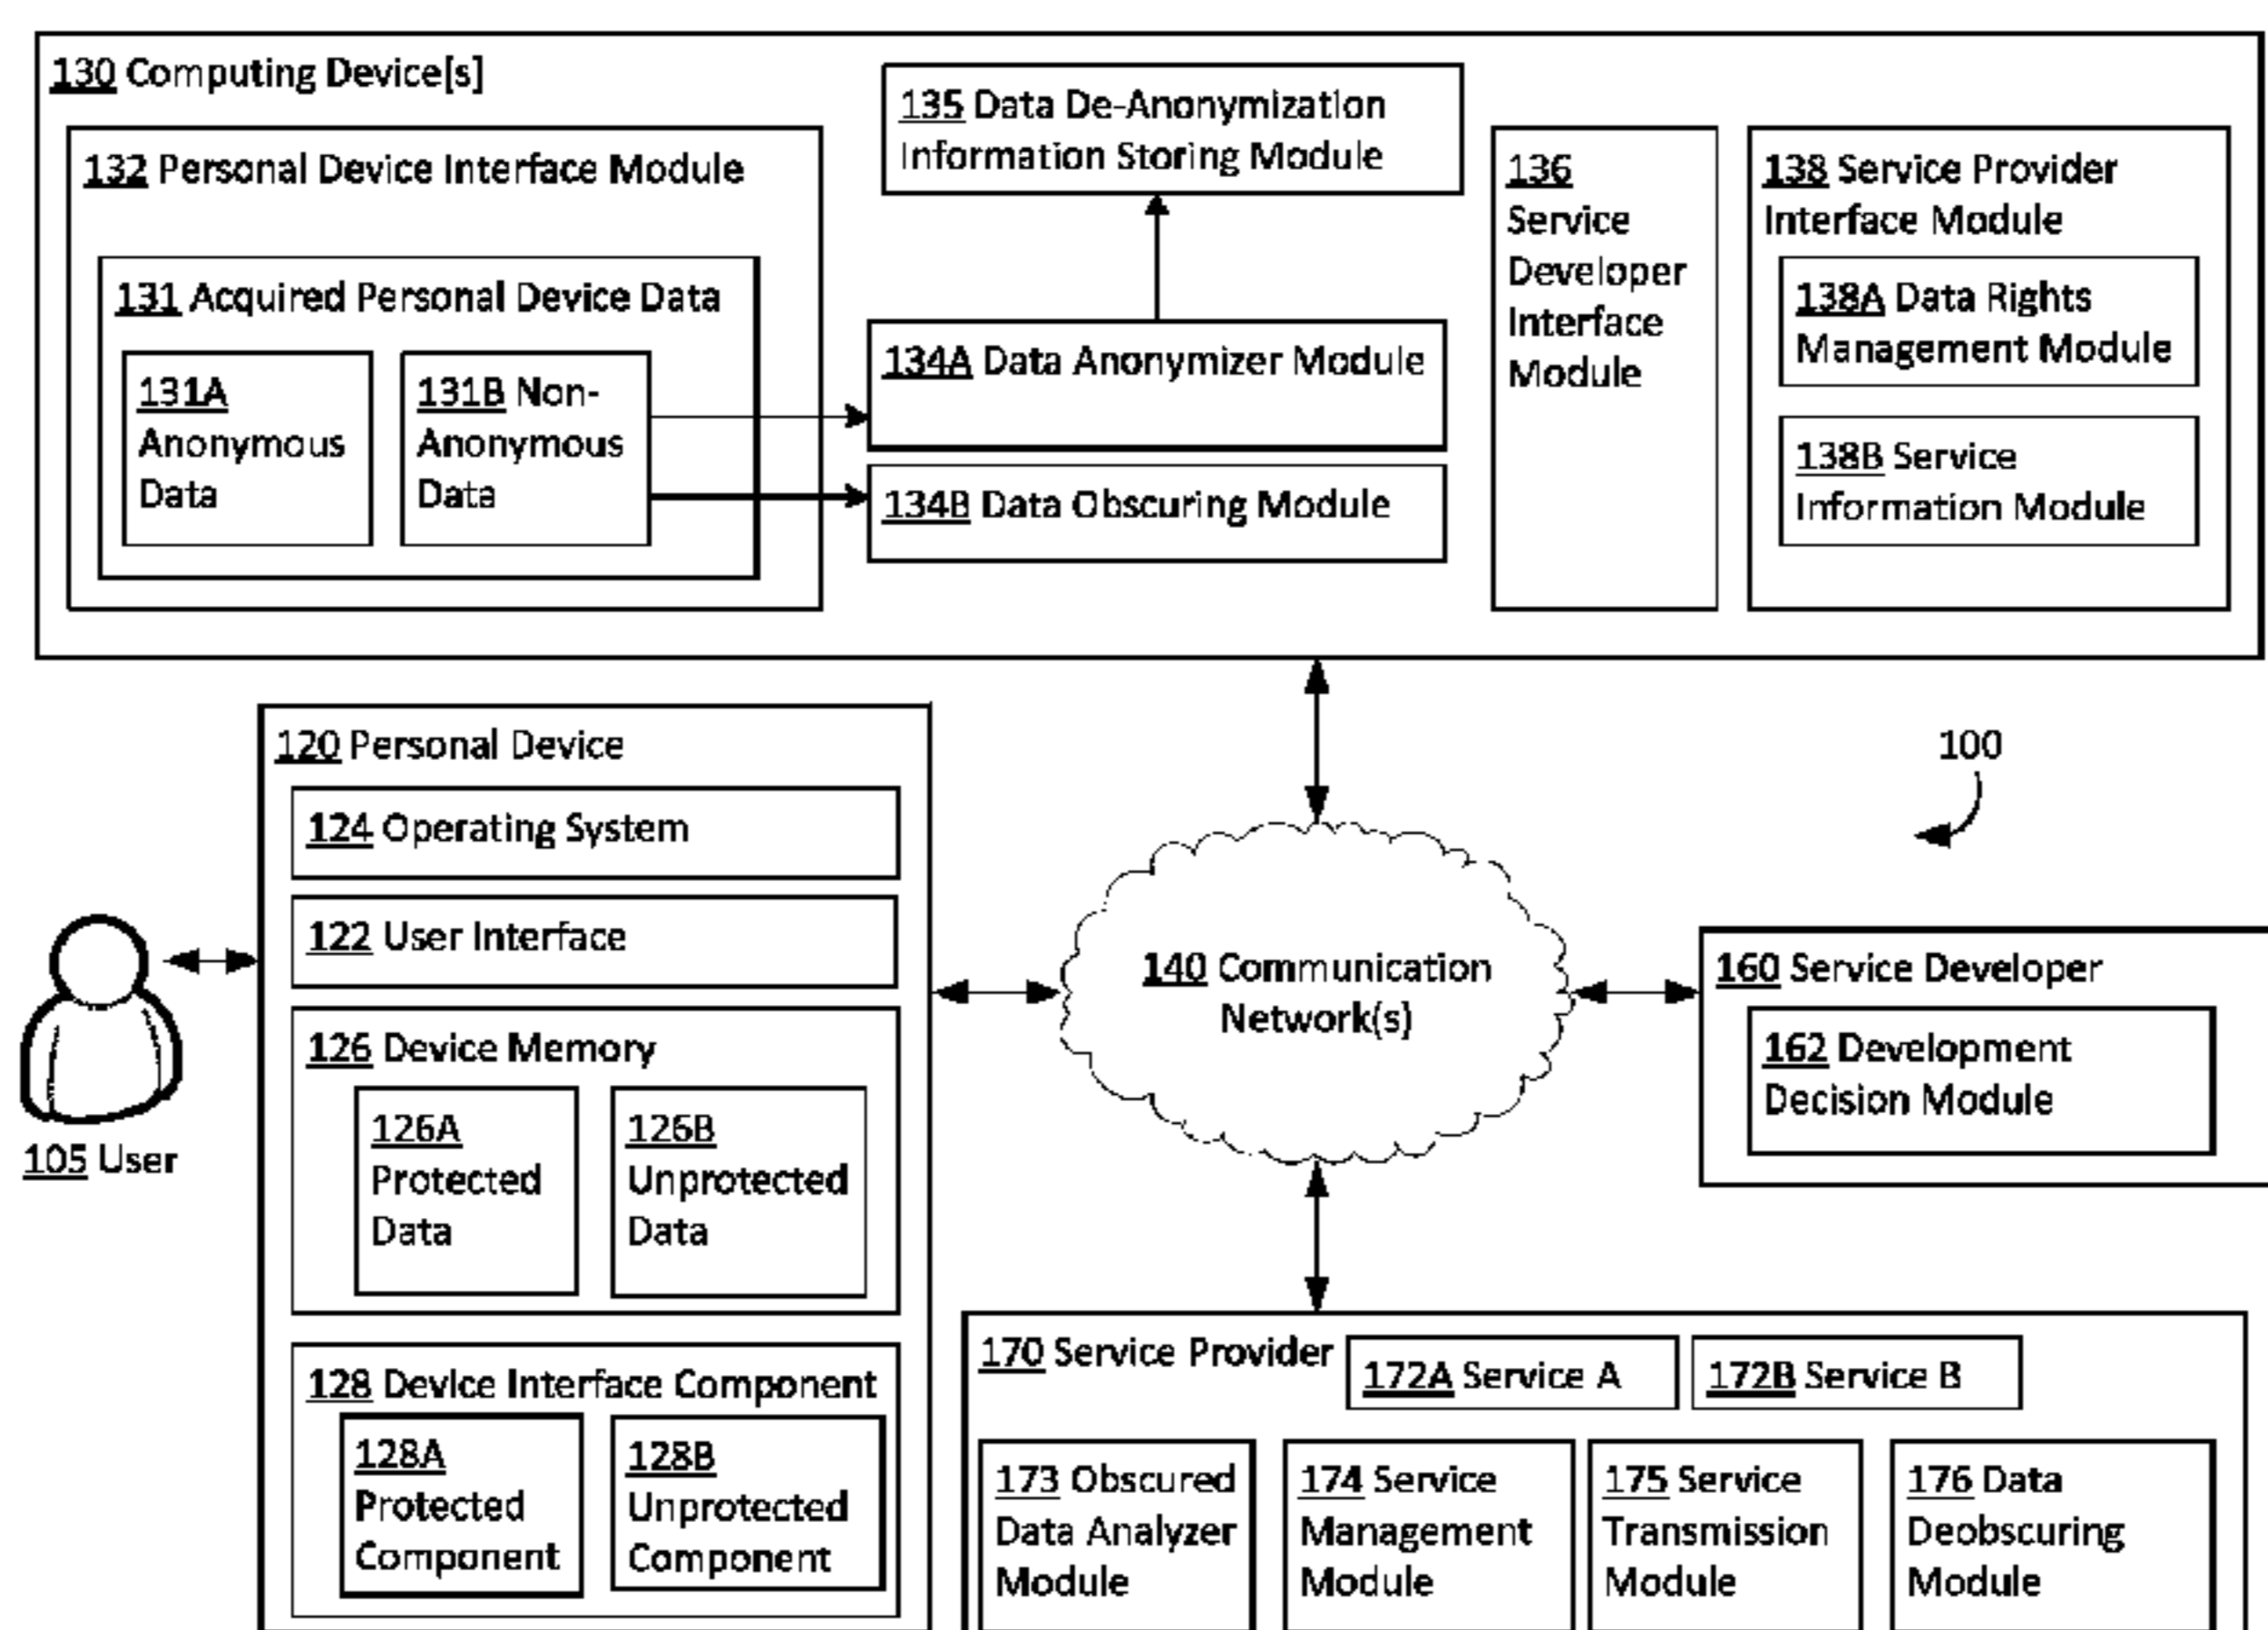 130 Computing Device[s]
132 Personal Device Interface Module
131 Acquired Personal Device Data
131A
Anonymous
Data
131B Non-
Anonymous
Data
135 Data De-Anonymization
Information Storing Module
134A Data Anonymizer Module
134B Data Obscuring Module
136
Service
Developer
Interface
Module
138 Service Provider
Interface Module
138A Data Rights
Management Module
138B Service
Information Module
100
105 User
120 Personal Device
124 Operating System
122 User Interface
126 Device Memory
126A
Protected
Data
126B
Unprotected
Data
128 Device Interface Component
128A
Protected
Component
128B
Unprotected
Component
140 Communication
Network(s)
160 Service Developer
162 Development
Decision Module
170 Service Provider
172A Service A
172B Service B
173 Obscured
Data Analyzer
Module
174 Service
Management
Module
175 Service
Transmission
Module
176 Data
Deobscuring
Module